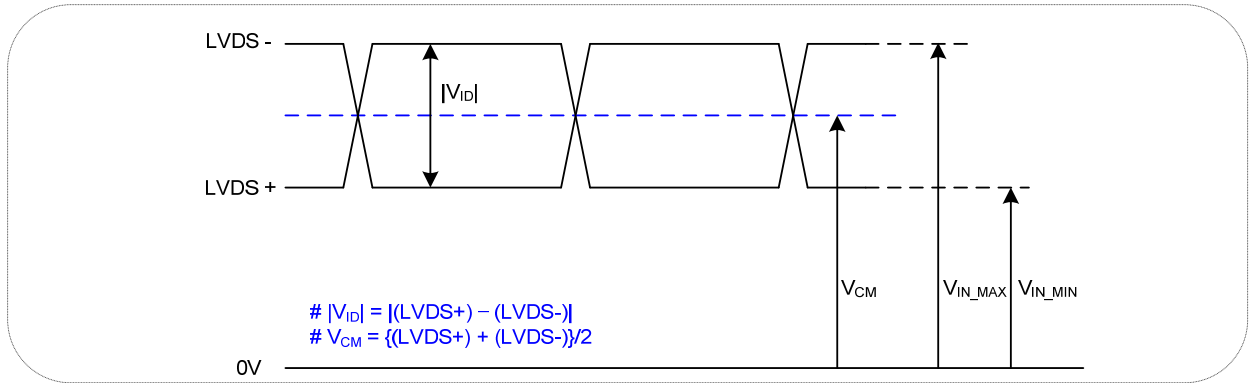 LVDS -
|VID|
LVDS +
VCM
VIN_MAX
VIN_MIN
# |VID| = |(LVDS+) – (LVDS-)|
# VCM = {(LVDS+) + (LVDS-)}/2
0V